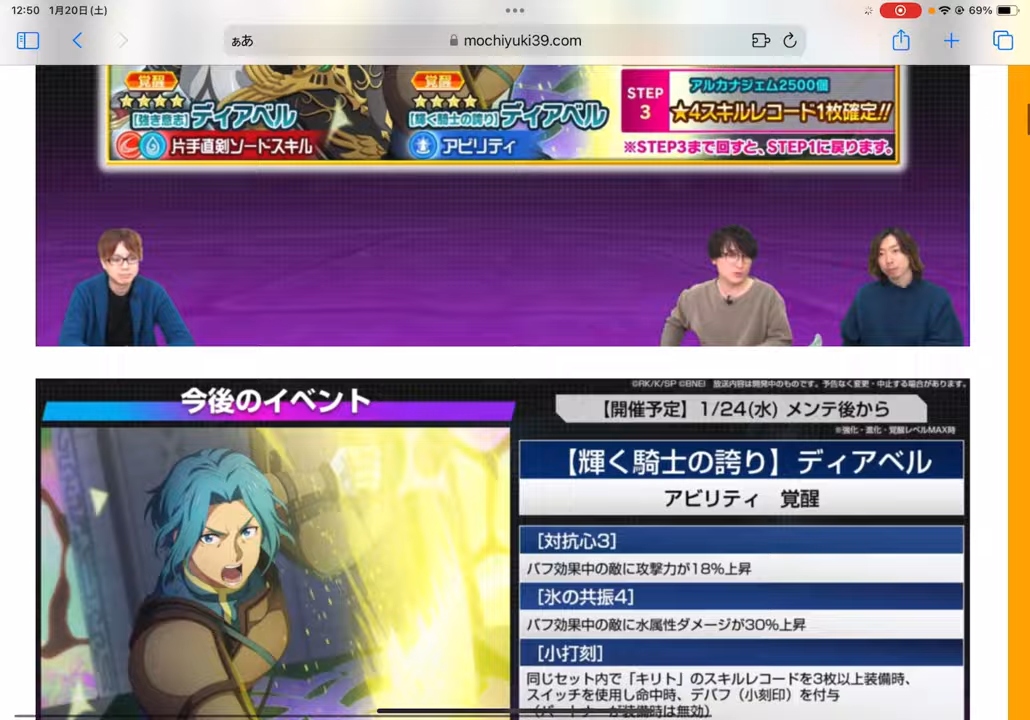 12:50 1月20日(土)
69%
ぁあ
mochiyuki39.com
覚醒
覚醒
★★★★
[強き意志]ディアベル
片手直剣ソードスキル
★★★★
[輝く騎士の誇り]ディアベル
アビリティ
STEP
3
アルカナジェム2500個
★4スキルレコード1枚確定!!
※STEP3まで回すと、STEP1に戻ります。
©RK/K/SP ©BNEI 放送内容は開発中のものです。予告なく変更・中止する場合があります。
今後のイベント
【開催予定】1/24(水) メンテ後から
※強化・進化・覚醒レベルMAX時
【輝く騎士の誇り】ディアベル
アビリティ 覚醒
[対抗心3]
バフ効果中の敵に攻撃力が18%上昇
[氷の共振4]
バフ効果中の敵に水属性ダメージが30%上昇
[小打刻]
同じセット内で「キリト」のスキルレコードを3枚以上装備時、
スイッチを使用し命中時、デバフ(小刻印)を付与
(パートナーが装備時は無効)